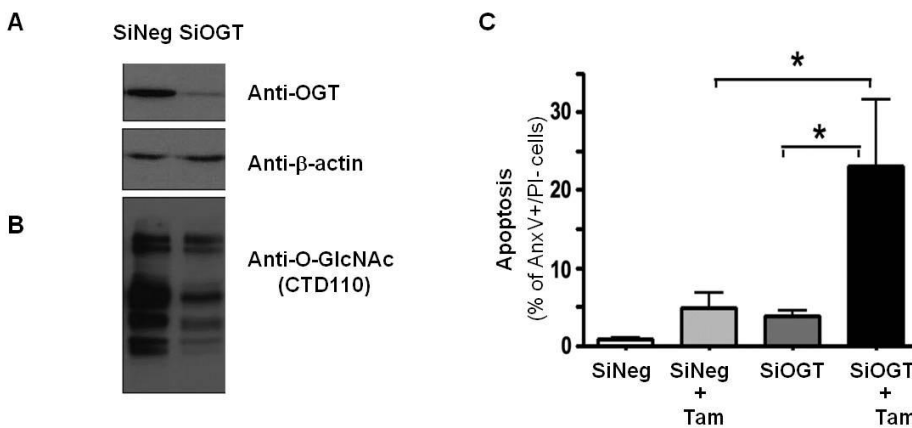 A
SiNeg SiOGT
Anti-OGT
Anti-β-actin
B
Anti-O-GlcNAc
(CTD110)
C
Apoptosis
(% of AnxV+/PI- cells)
30
20
10
5
0
*
*
SiNeg
SiNeg
+
Tam
SiOGT
SiOGT
+
Tam